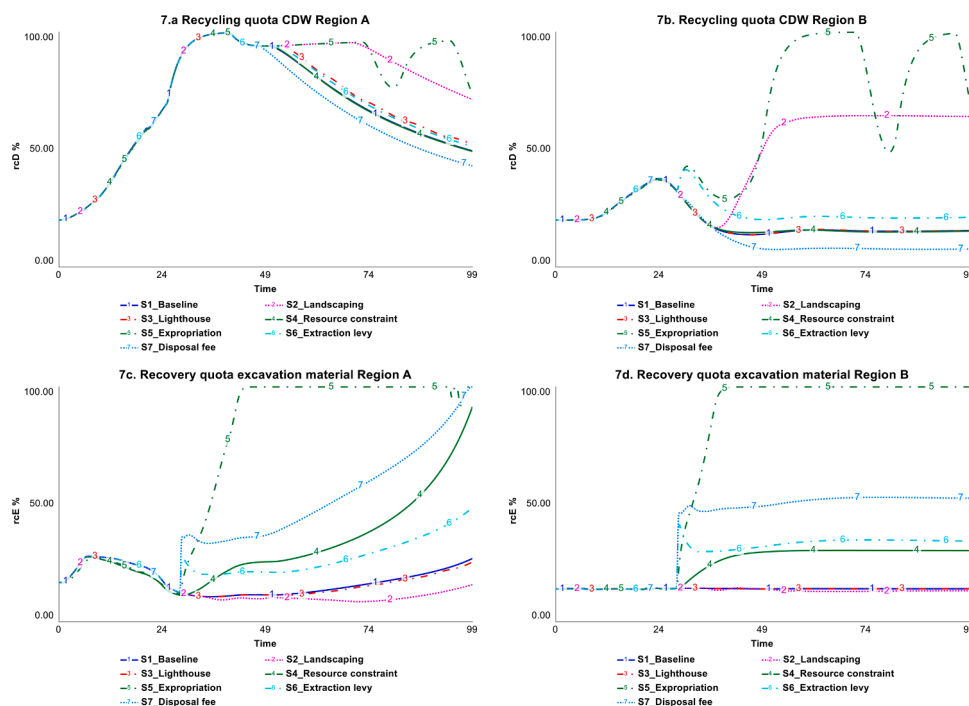 7.a Recycling quota CDW Region A
100.00
50.00
0.00
rcD %
0 24 49 74 99
Time
S1_Baseline S2_Landscaping
S3_Lighthouse S4_Resource constraint
S5_Expropriation S6_Extraction levy
S7_Disposal fee
7b. Recycling quota CDW Region B
100.00
50.00
0.00
rcD %
0 24 49 74 99
Time
S1_Baseline S2_Landscaping
S3_Lighthouse S4_Resource constraint
S5_Expropriation S6_Extraction levy
S7_Disposal fee
7c. Recovery quota excavation material Region A
100.00
50.00
0.00
rcE %
0 24 49 74 99
Time
S1_Baseline S2_Landscaping
S3_Lighthouse S4_Resource constraint
S5_Expropriation S6_Extraction levy
S7_Disposal fee
7d. Recovery quota excavation material Region B
100.00
50.00
0.00
rcE %
0 24 49 74 99
Time
S1_Baseline S2_Landscaping
S3_Lighthouse S4_Resource constraint
S5_Expropriation S6_Extraction levy
S7_Disposal fee